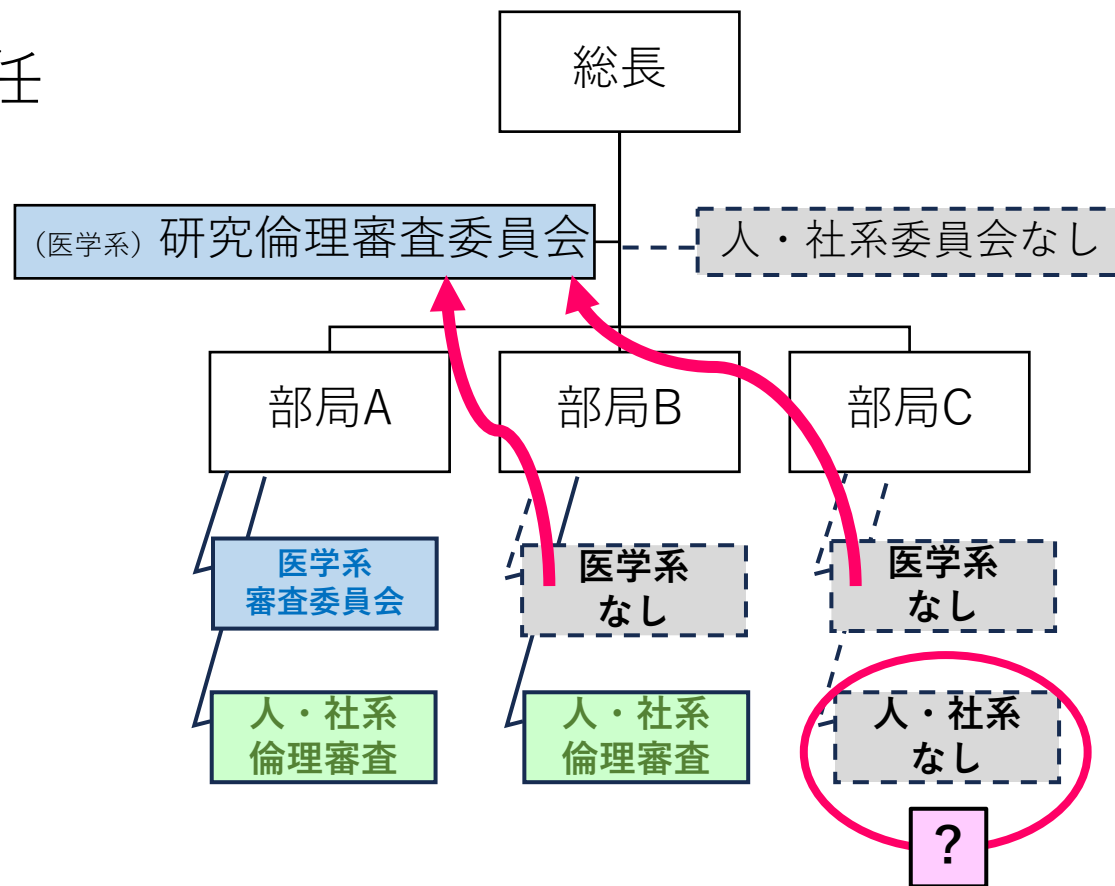 任
総長
（医学系）研究倫理審査委員会
人・社系委員会なし
部局A
部局B
部局C
医学系
審査委員会
医学系
なし
医学系
なし
人・社系
倫理審査
人・社系
倫理審査
人・社系
なし
?